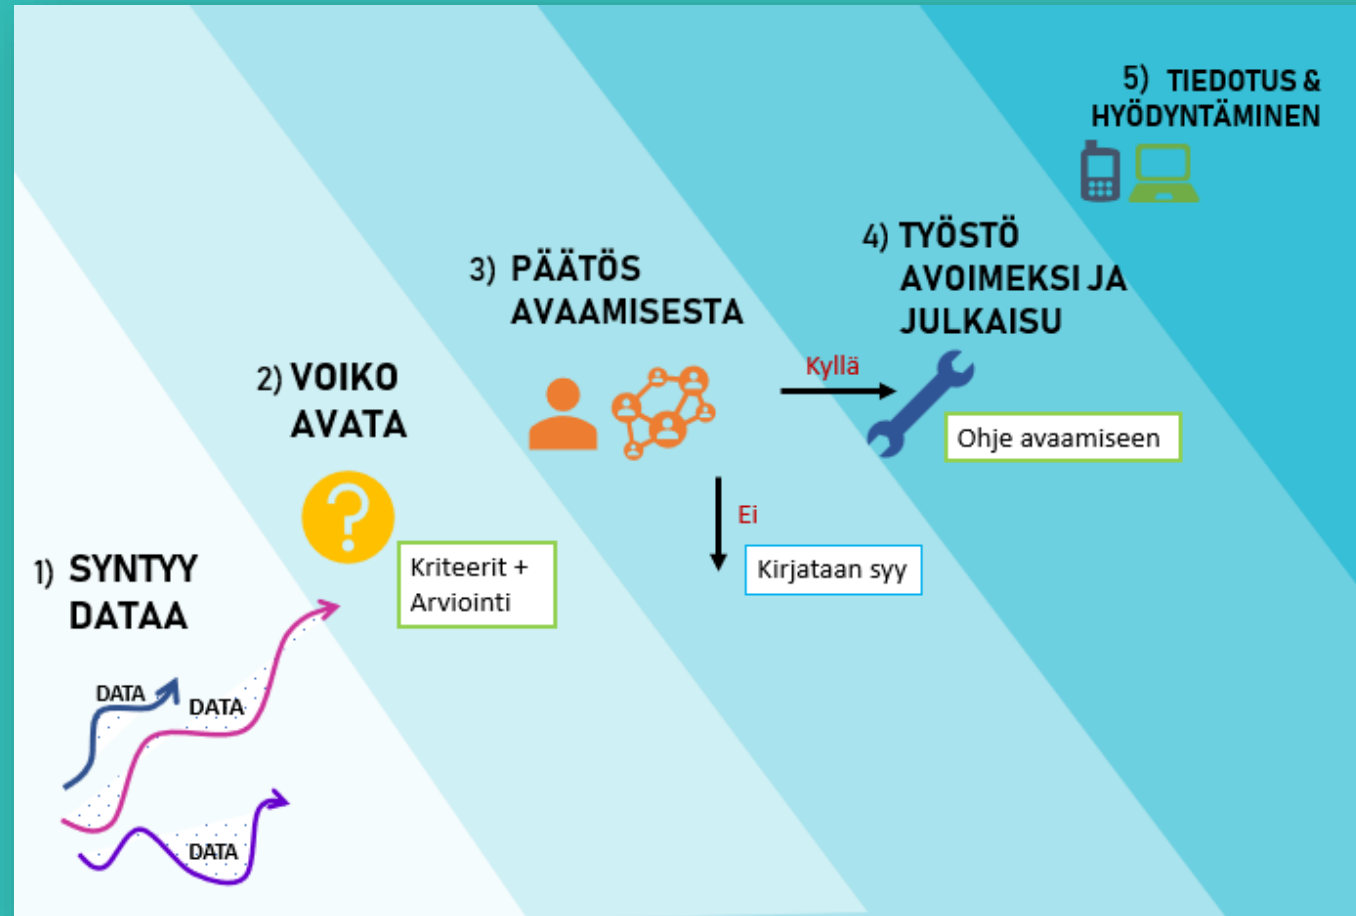 1) SYNTYY
DATAA
DATA
DATA
DATA
2) VOIKO
AVATA
Kriteerit +
Arviointi
3) PÄÄTÖS
AVAAMISESTA
Kyllä
Ei
Kirjataan syy
4) TYÖSTÖ
AVOIMEKSI JA
JULKAISU
Ohje avaamiseen
5) TIEDOTUS &
HYÖDYNTÄMINEN